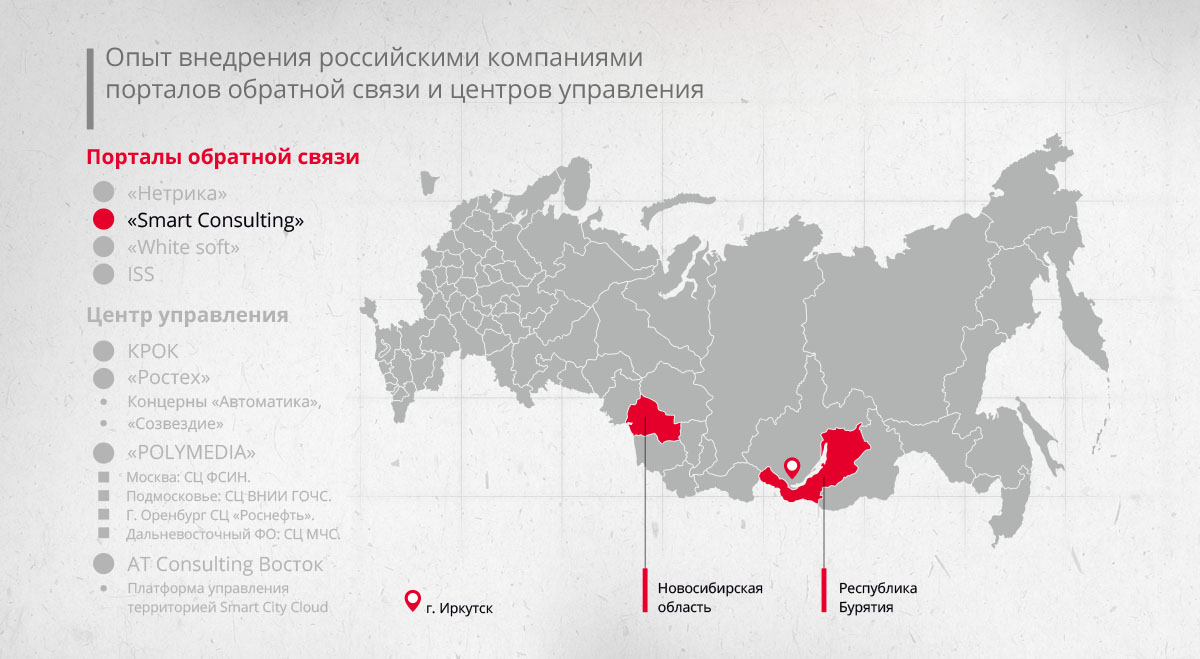 Опыт внедрения российскими компаниями
порталов обратной связи и центров управления
Порталы обратной связи
«Нетрика»
«Smart Consulting»
«White soft»
ISS
Центр управления
КРОК
«Ростех»
Концерны «Автоматика»,
«Созвездие»
«POLYMEDIA»
Москва: СЦ ФСИН.
Подмосковье: СЦ ВНИИ ГОЧС.
Г. Оренбург СЦ «Роснефть».
Дальневосточный ФО: СЦ МЧС.
AT Consulting Восток
Платформа управления
территорией Smart City Cloud
г. Иркутск
Новосибирская
область
Республика
Бурятия